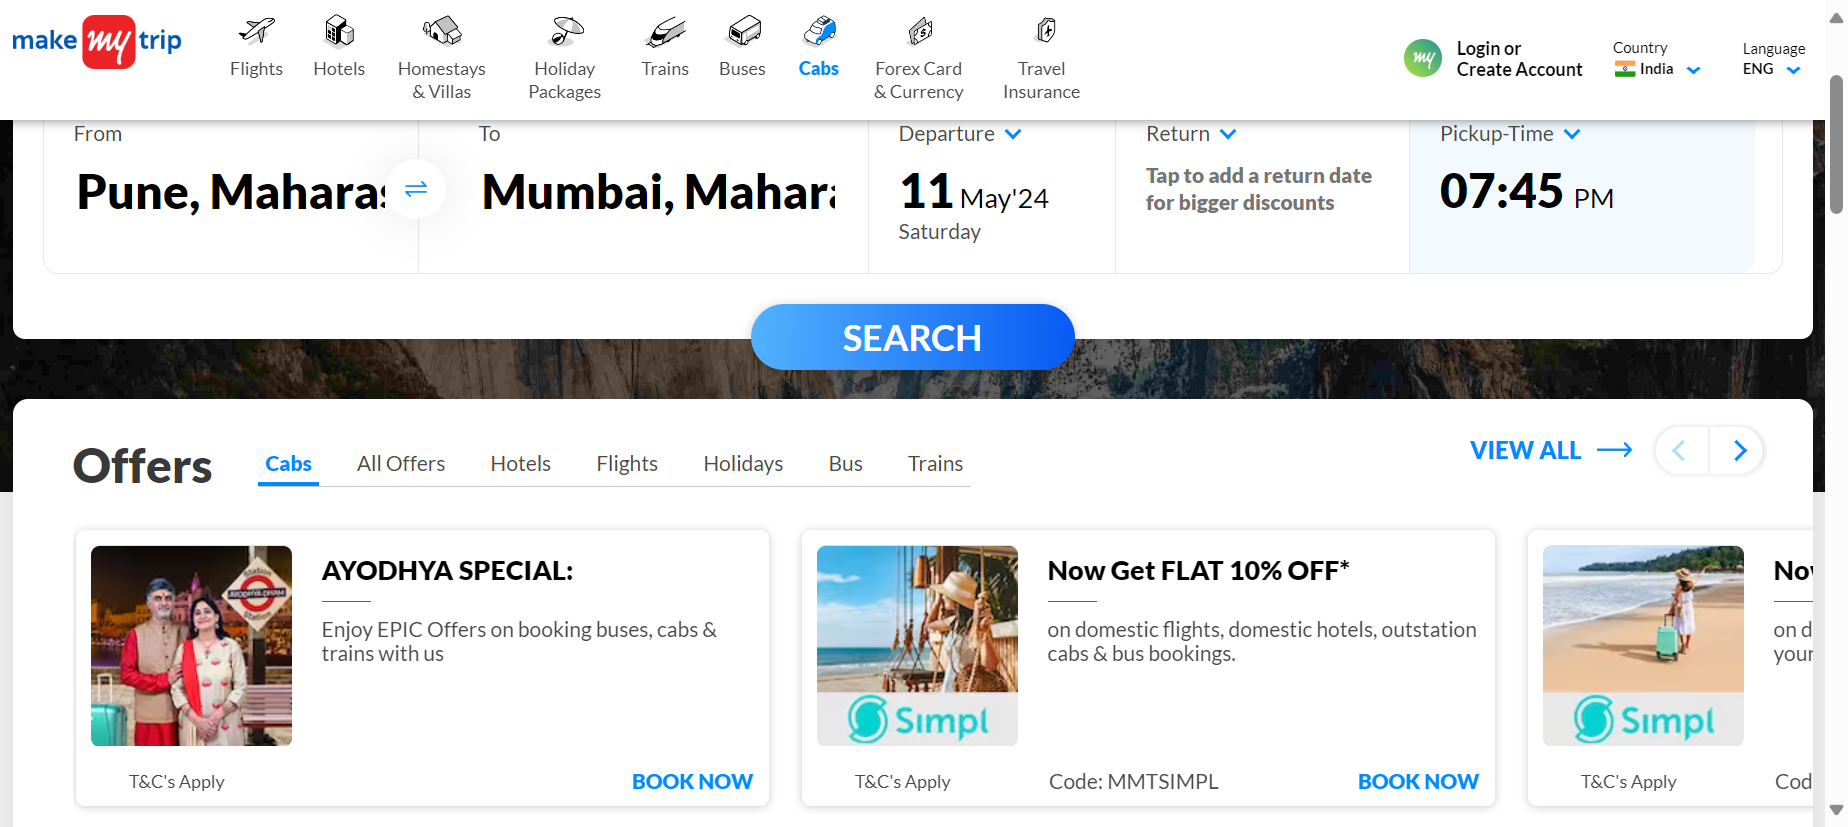 make my trip
Flights
Hotels
Homestays
& Villas
Holiday
Packages
Trains
Buses
Cabs
Forex Card
& Currency
Travel
Insurance
my
Login or
Create Account
Country
India
Language
ENG
From
Pune, Maharas
To
Mumbai, Mahara
Departure
11 May'24
Saturday
Return
Tap to add a return date
for bigger discounts
Pickup-Time
07:45 PM
SEARCH
Offers
Cabs
All Offers
Hotels
Flights
Holidays
Bus
Trains
VIEW ALL
Station
AYODHYA DHAM
Station
AYODHYA SPECIAL:
Enjoy EPIC Offers on booking buses, cabs &
trains with us
T&C's Apply
BOOK NOW
Simpl
Now Get FLAT 10% OFF*
on domestic flights, domestic hotels, outstation
cabs & bus bookings.
T&C's Apply
Code: MMTSIMPL
BOOK NOW
Simpl
No
on d
your
T&C's Apply
Cod